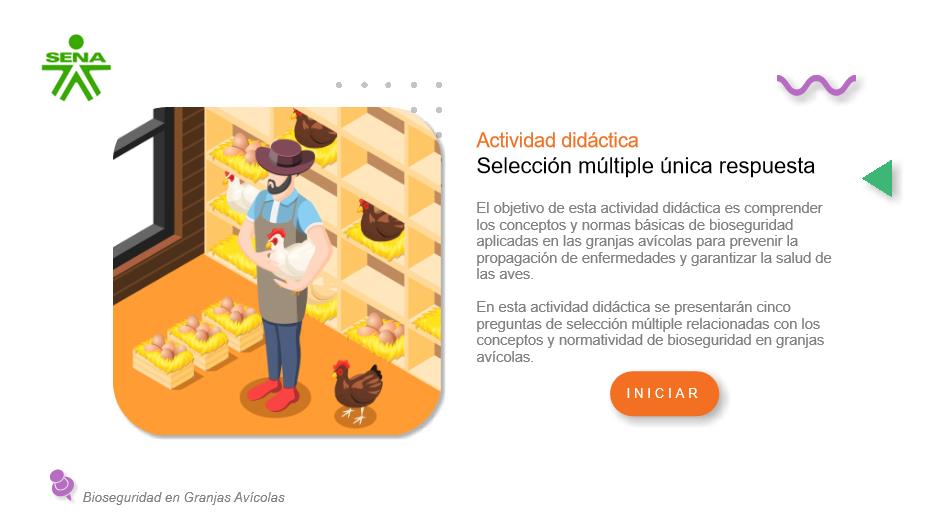 SENA
Actividad didáctica
Selección múltiple única respuesta
El objetivo de esta actividad didáctica es comprender
los conceptos y normas básicas de bioseguridad
aplicadas en las granjas avícolas para prevenir la
propagación de enfermedades y garantizar la salud de
las aves.
En esta actividad didáctica se presentarán cinco
preguntas de selección múltiple relacionadas con los
conceptos y normatividad de bioseguridad en granjas
avícolas.
INICIAR
Bioseguridad en Granjas Avícolas